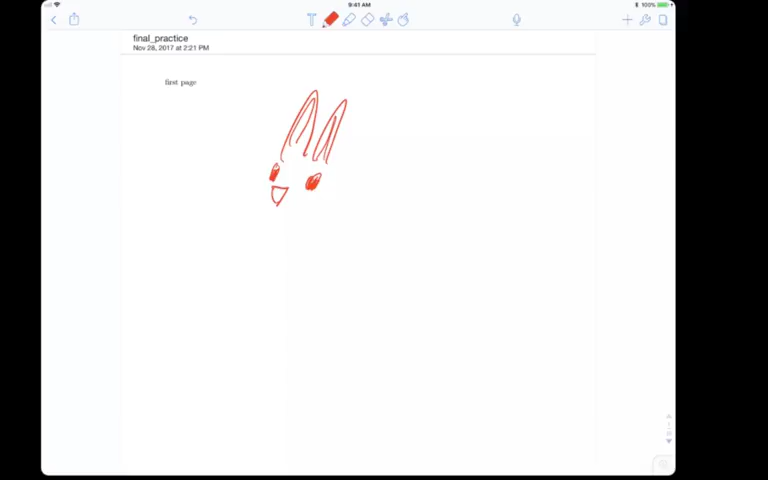 9:41 AM
100%
T
final_practice
Nov 28, 2017 at 2:21 PM
first page